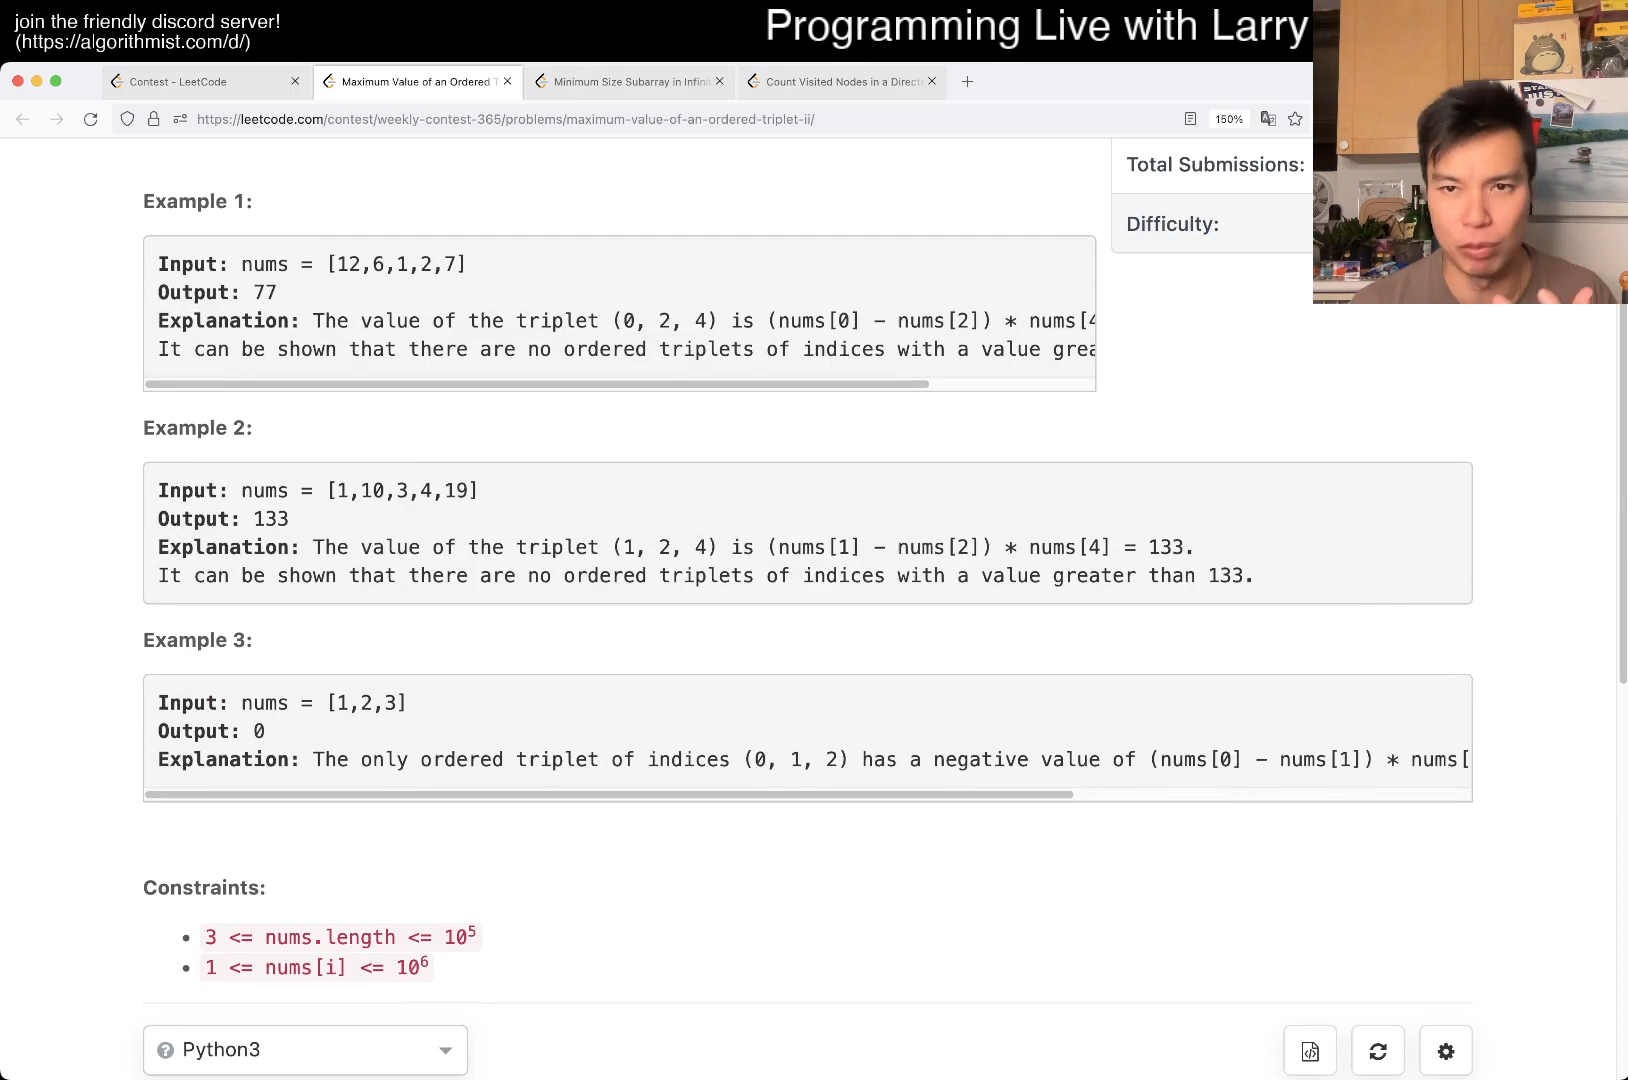 join the friendly discord server!
(https://algorithmist.com/d/)
Programming Live with Larry
Contest - LeetCode
Maximum Value of an Ordered T
Minimum Size Subarray in Infinit
Count Visited Nodes in a Directe
https://leetcode.com/contest/weekly-contest-365/problems/maximum-value-of-an-ordered-triplet-ii/
150%
Total Submissions:
Difficulty:
Example 1:
Input: nums = [12,6,1,2,7]
Output: 77
Explanation: The value of the triplet (0, 2, 4) is (nums[0] - nums[2]) * nums[4
It can be shown that there are no ordered triplets of indices with a value grea
Example 2:
Input: nums = [1,10,3,4,19]
Output: 133
Explanation: The value of the triplet (1, 2, 4) is (nums[1] - nums[2]) * nums[4] = 133.
It can be shown that there are no ordered triplets of indices with a value greater than 133.
Example 3:
Input: nums = [1,2,3]
Output: 0
Explanation: The only ordered triplet of indices (0, 1, 2) has a negative value of (nums[0] - nums[1]) * nums[
Constraints:
3 <= nums.length <= 10⁵
1 <= nums[i] <= 10⁶
Python3